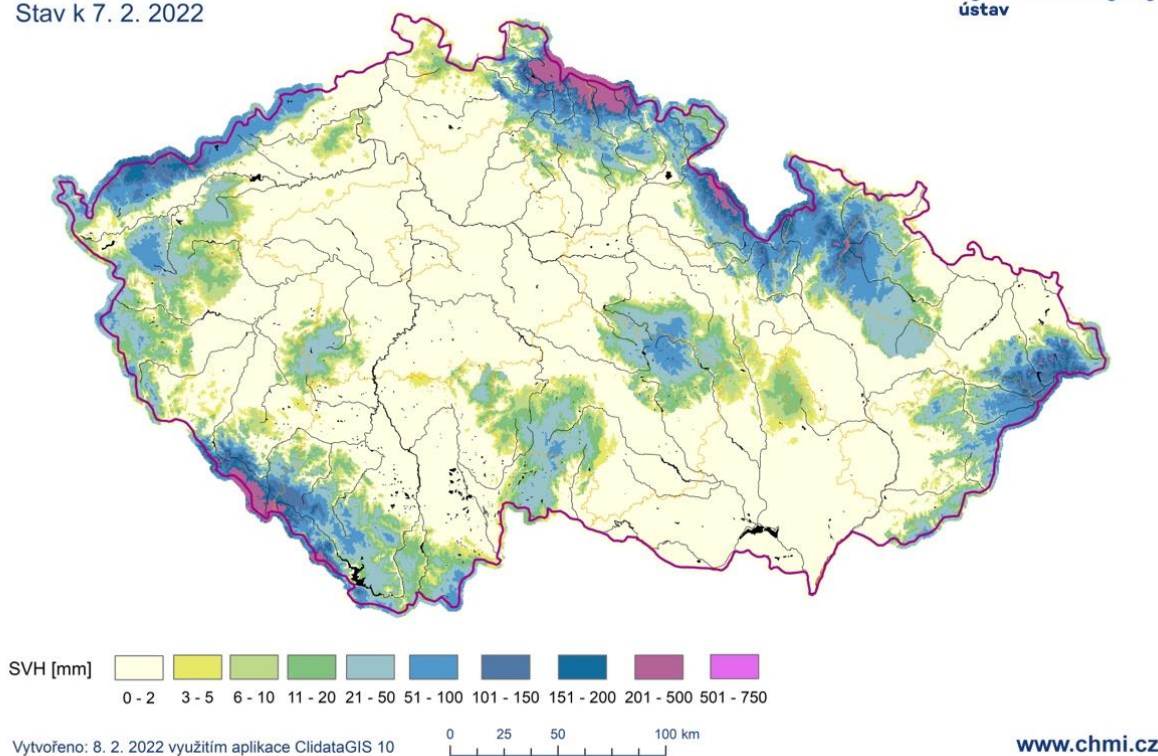 Stav k 7. 2. 2022
ústav
SVH [mm]
0 - 2 3 - 5 6 - 10 11 - 20 21 - 50 51 - 100 101 - 150 151 - 200 201 - 500 501 - 750
0 25 50 100 km
Vytvořeno: 8. 2. 2022 využitím aplikace ClidataGIS 10
www.chmi.cz